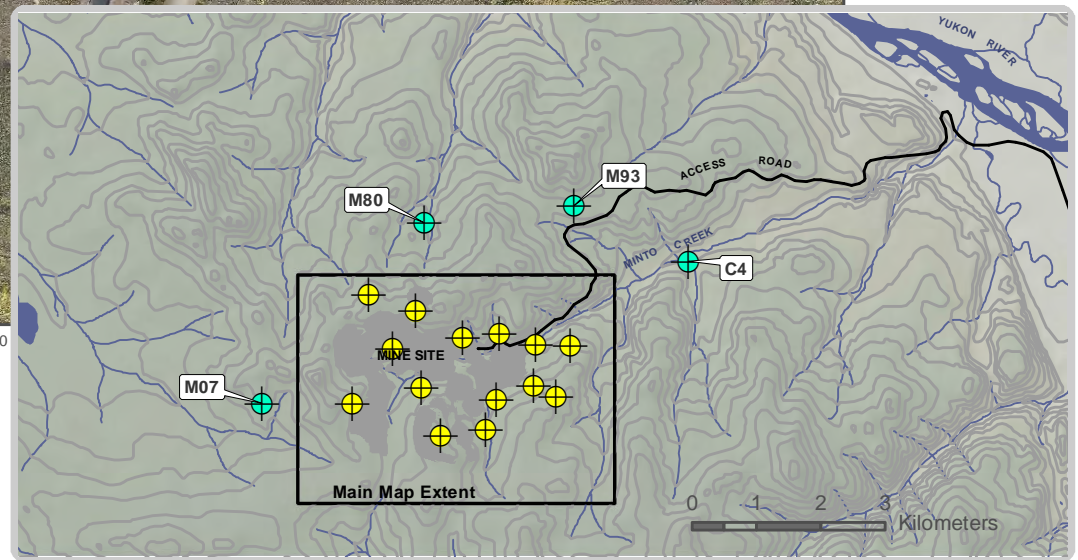 YUKON RIVER
ACCESS ROAD
M93
M80
MINTO CREEK
C4
0
MINE SITE
M07
Main Map Extent
0 1 2 3
Kilometers